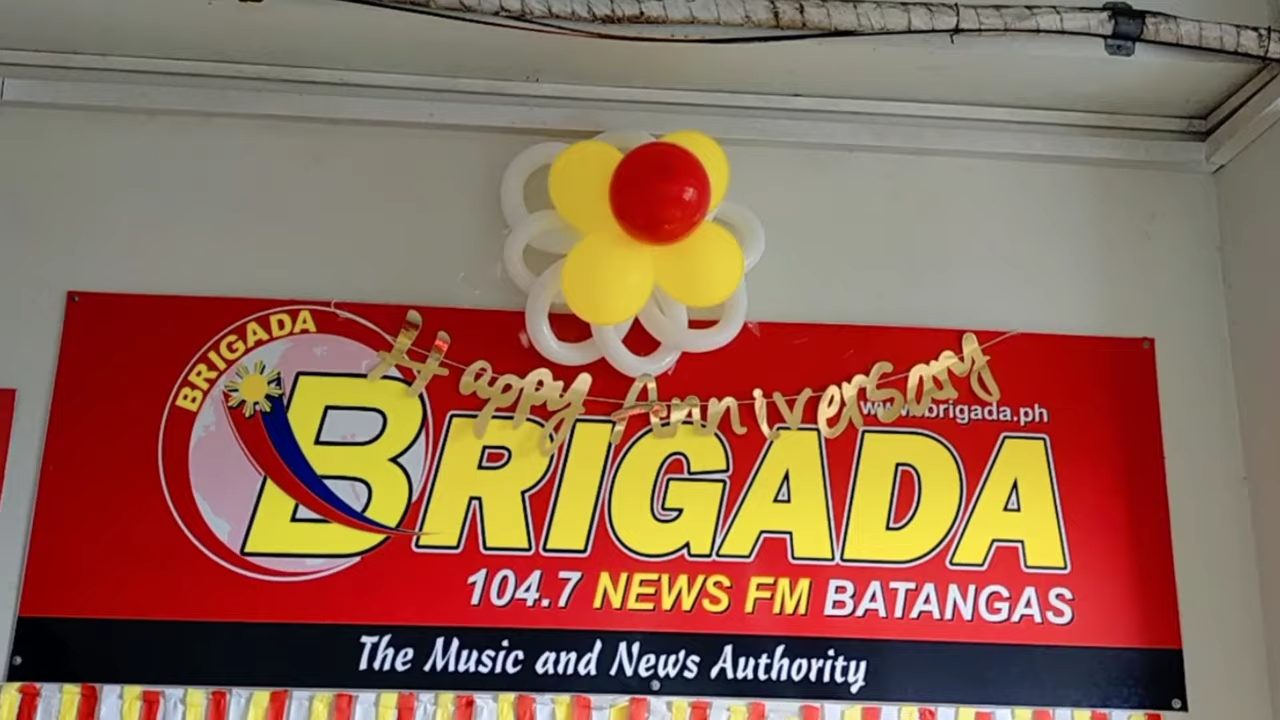 BRIGADA
Happy Anniversary
www.brigada.ph
BRIGADA
104.7 NEWS FM BATANGAS
The Music and News Authority